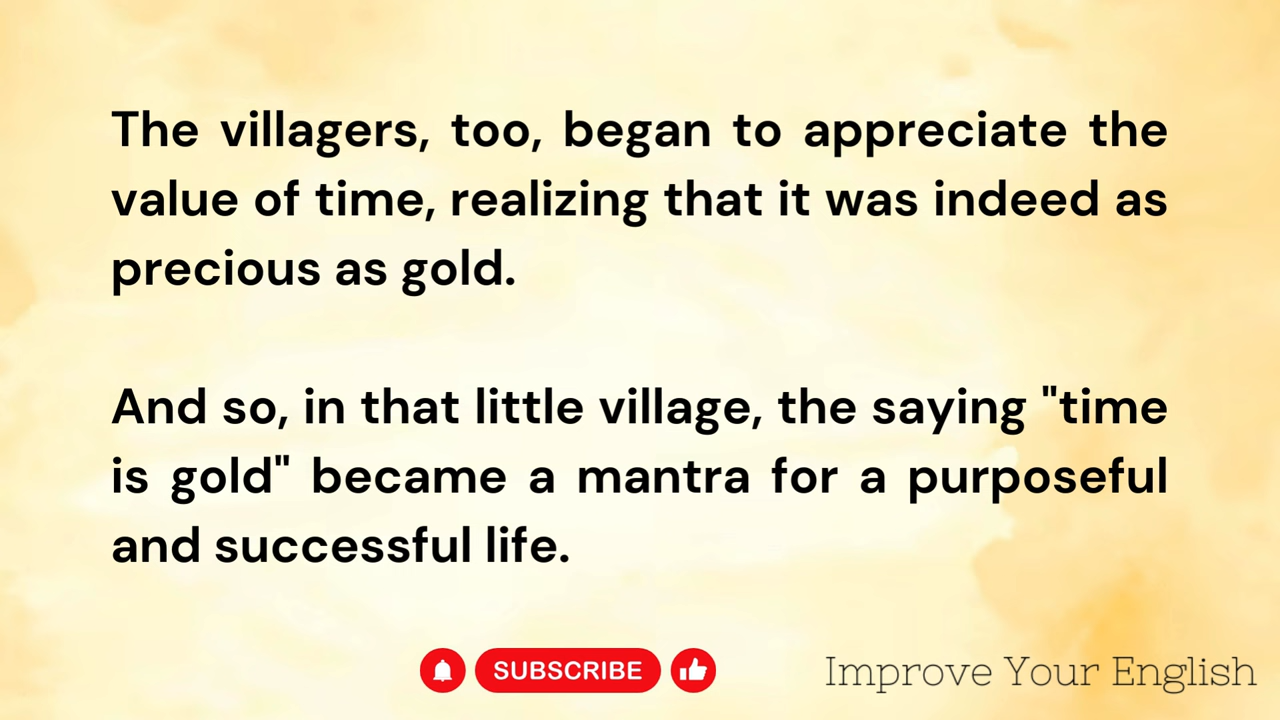 The villagers, too, began to appreciate the
value of time, realizing that it was indeed as
precious as gold.
And so, in that little village, the saying "time
is gold" became a mantra for a purposeful
and successful life.
SUBSCRIBE
Improve Your English